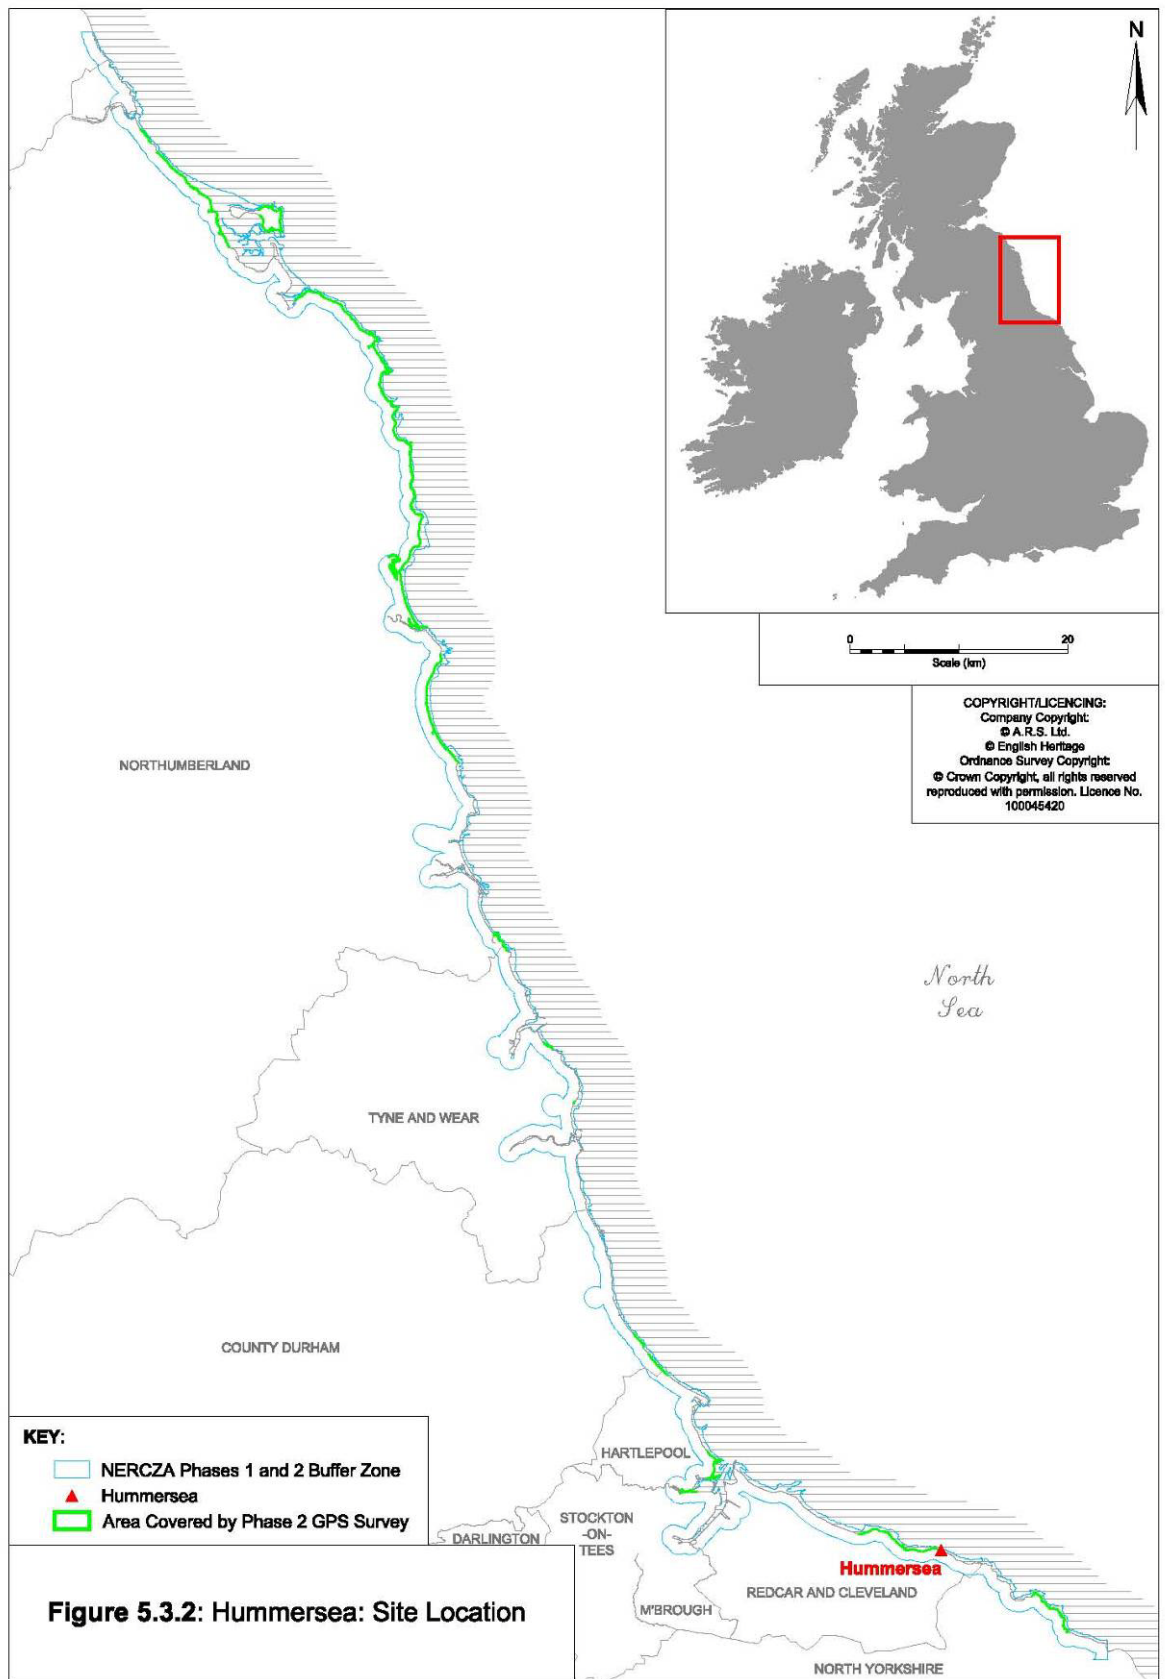 N
0 20
Scale (km)
COPYRIGHT/LICENCING:
Company Copyright:
© A.R.S. Ltd.
© English Heritage
Ordnance Survey Copyright:
© Crown Copyright, all rights reserved
reproduced with permission. Licence No.
100045420
NORTHUMBERLAND
North
Sea
TYNE AND WEAR
COUNTY DURHAM
HARTLEPOOL
STOCKTON
-ON-
TEES
DARLINGTON
Hummersea
REDCAR AND CLEVELAND
M'BROUGH
NORTH YORKSHIRE
KEY:
NERCZA Phases 1 and 2 Buffer Zone
Hummersea
Area Covered by Phase 2 GPS Survey
Figure 5.3.2: Hummersea: Site Location